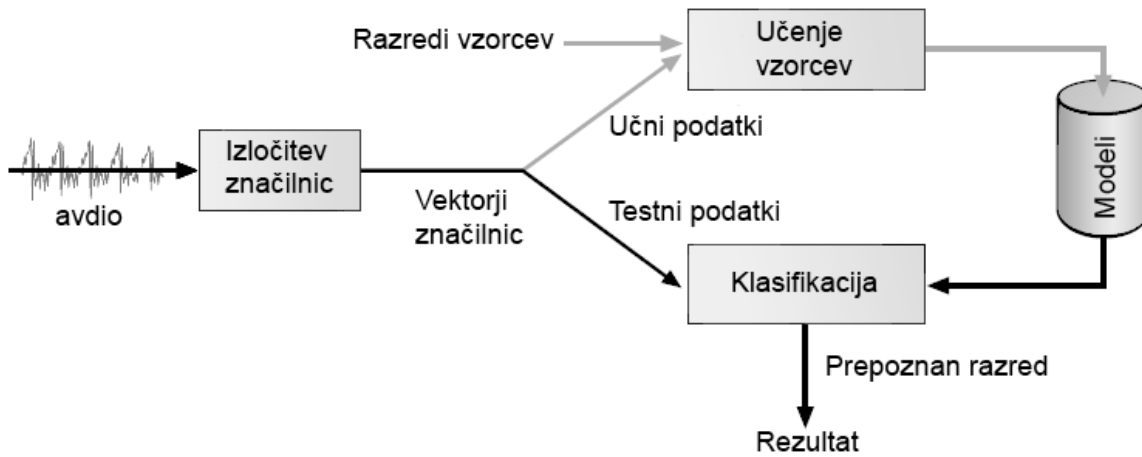 Razredi vzorcev
Učenje
vzorcev
Učni podatki
Izločitev
značilnic
avdio
Vektorji
značilnic
Testni podatki
Modeli
Klasifikacija
Prepoznan razred
Rezultat